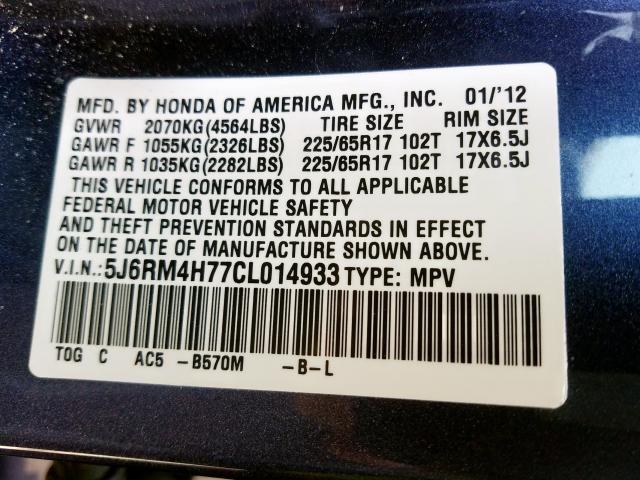 MFD. BY HONDA OF AMERICA MFG., INC. 01/'12
GVWR 2070KG(4564LBS) TIRE SIZE RIM SIZE
GAWR F 1055KG(2326LBS) 225/65R17 102T 17X6.5J
GAWR R 1035KG(2282LBS) 225/65R17 102T 17X6.5J
THIS VEHICLE CONFORMS TO ALL APPLICABLE
FEDERAL MOTOR VEHICLE SAFETY
AND THEFT PREVENTION STANDARDS IN EFFECT
ON THE DATE OF MANUFACTURE SHOWN ABOVE.
V.I.N.:5J6RM4H77CL014933 TYPE: MPV
TOG C AC5 -B570M -B-L